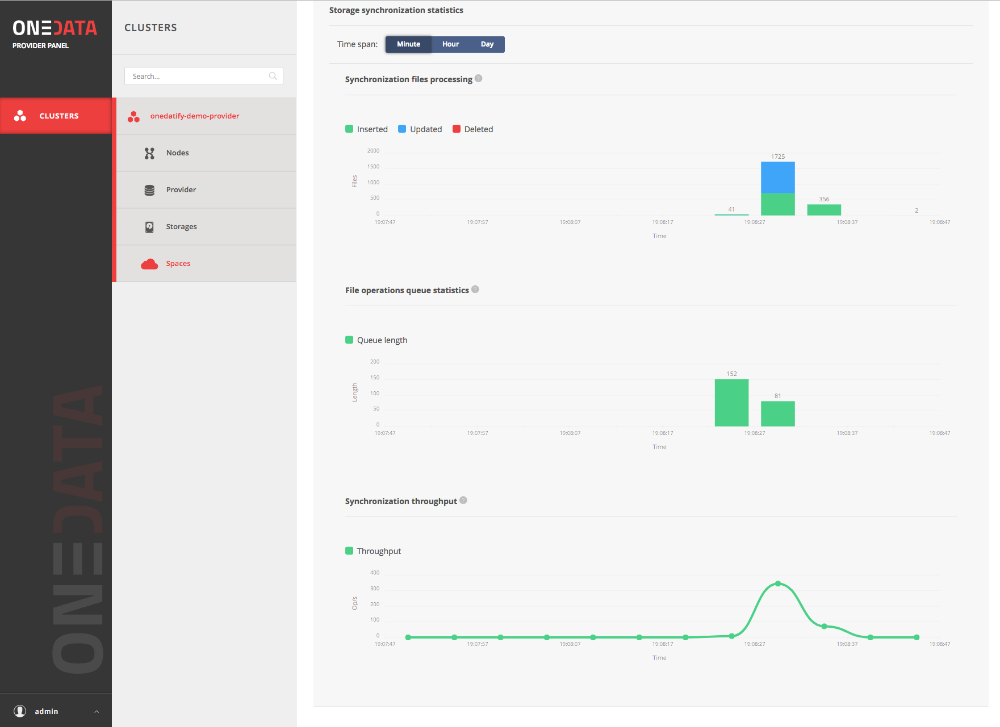 ONEDATA
PROVIDER PANEL
CLUSTERS
admin
ONEDATA
CLUSTERS
Search...
onedatify-demo-provider
Nodes
Provider
Storages
Spaces
Storage synchronization statistics
Time span: Minute Hour Day
Synchronization files processing ?
Inserted Updated Deleted
2000
1500
1000
500
0
Files
1725
41
356
2
19:07:47 19:07:57 19:08:07 19:08:17 19:08:27 19:08:37 19:08:47
Time
File operations queue statistics ?
Queue length
200
150
100
50
0
Length
152
81
19:07:47 19:07:57 19:08:07 19:08:17 19:08:27 19:08:37 19:08:47
Time
Synchronization throughput ?
Throughput
400
300
200
100
0
Op/s
19:07:47 19:07:57 19:08:07 19:08:17 19:08:27 19:08:37 19:08:47
Time